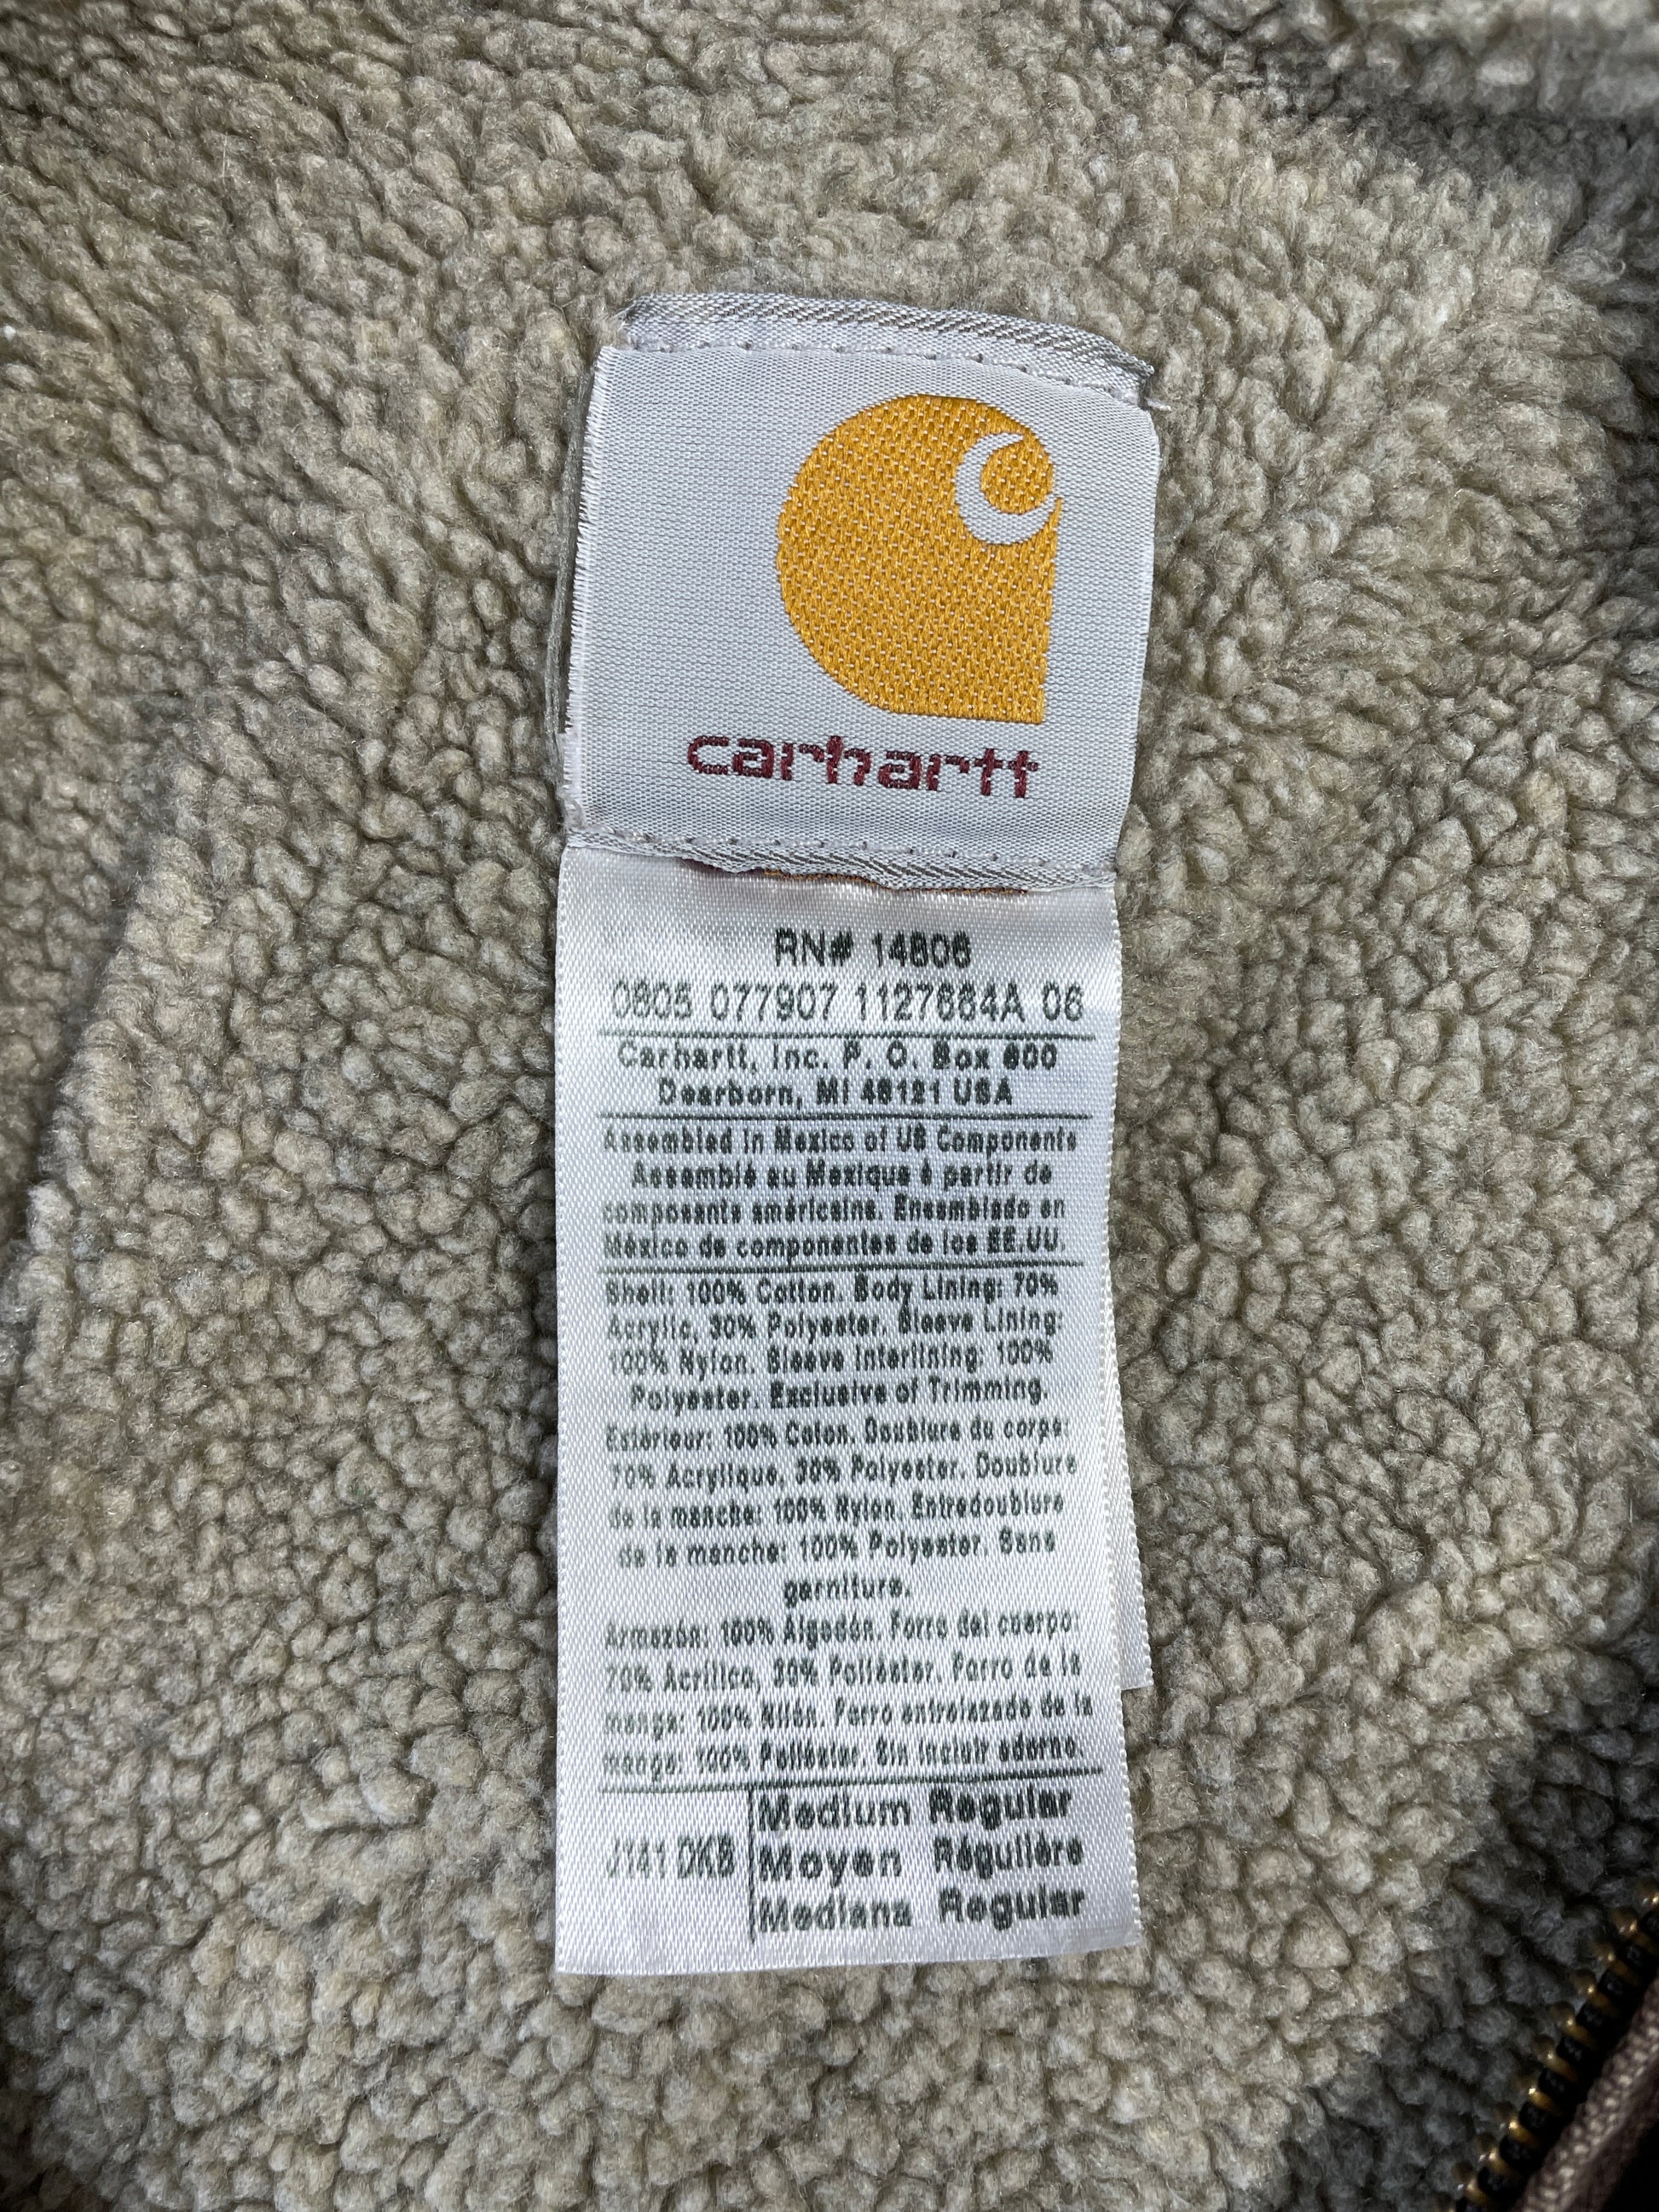 carhartt
RN# 14806
0805 077907 1127664A 06
Carhartt, Inc. P. O. Box 600
Dearborn, MI 48121 USA
Assembled in Mexico of US Components
Assemblé au Mexique à partir de
composants américains. Ensamblado en
México de componentes de los EE.UU.
Shell: 100% Cotton. Body Lining: 70%
Acrylic, 30% Polyester. Sleeve Lining:
100% Nylon. Sleeve Interlining: 100%
Polyester. Exclusive of Trimming.
Extérieur: 100% Coton. Doublure du corps:
70% Acrylique, 30% Polyester. Doublure
de la manche: 100% Nylon. Entredoublure
de la manche: 100% Polyester. Sans
garniture.
Armazón: 100% Algodón. Forro del cuerpo:
70% Acrílico, 30% Poliéster. Forro de la
manga: 100% Nilón. Forro entrelazado de la
manga: 100% Poliéster. Sin incluir adorno.
J141 DKB
Medium Regular
Moyen Régulière
Mediana Regular